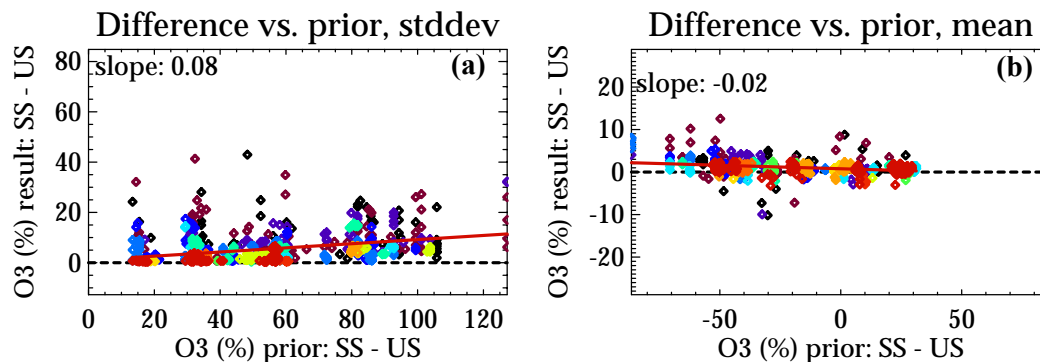 Difference vs. prior, stddev
slope: 0.08
(a)
O3 (%) result: SS - US
80
60
40
20
0
0 20 40 60 80 100 120
O3 (%) prior: SS - US
Difference vs. prior, mean
(b)
slope: -0.02
O3 (%) result: SS - US
20
10
0
-10
-20
-50 0 50
O3 (%) prior: SS - US